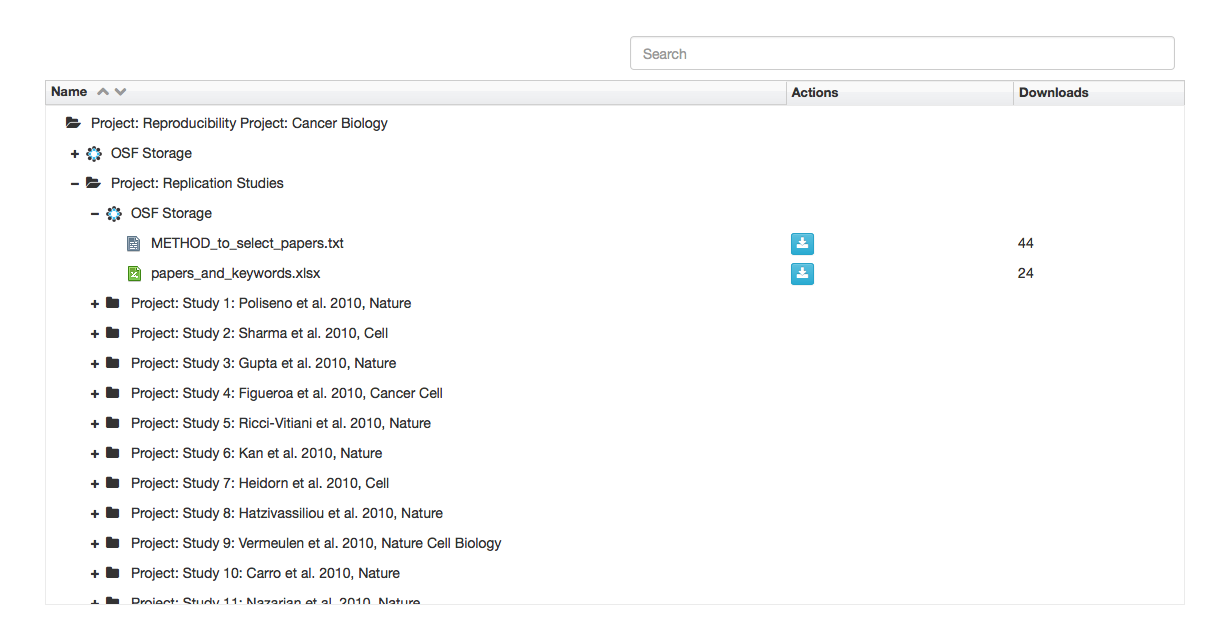 Search
Name Actions Downloads
Project: Reproducibility Project: Cancer Biology
OSF Storage
Project: Replication Studies
OSF Storage
METHOD_to_select_papers.txt 44
papers_and_keywords.xlsx 24
Project: Study 1: Poliseno et al. 2010, Nature
Project: Study 2: Sharma et al. 2010, Cell
Project: Study 3: Gupta et al. 2010, Nature
Project: Study 4: Figueroa et al. 2010, Cancer Cell
Project: Study 5: Ricci-Vitiani et al. 2010, Nature
Project: Study 6: Kan et al. 2010, Nature
Project: Study 7: Heidorn et al. 2010, Cell
Project: Study 8: Hatzivassiliou et al. 2010, Nature
Project: Study 9: Vermeulen et al. 2010, Nature Cell Biology
Project: Study 10: Carro et al. 2010, Nature
Project: Study 11: Nazarian et al. 2010, Nature